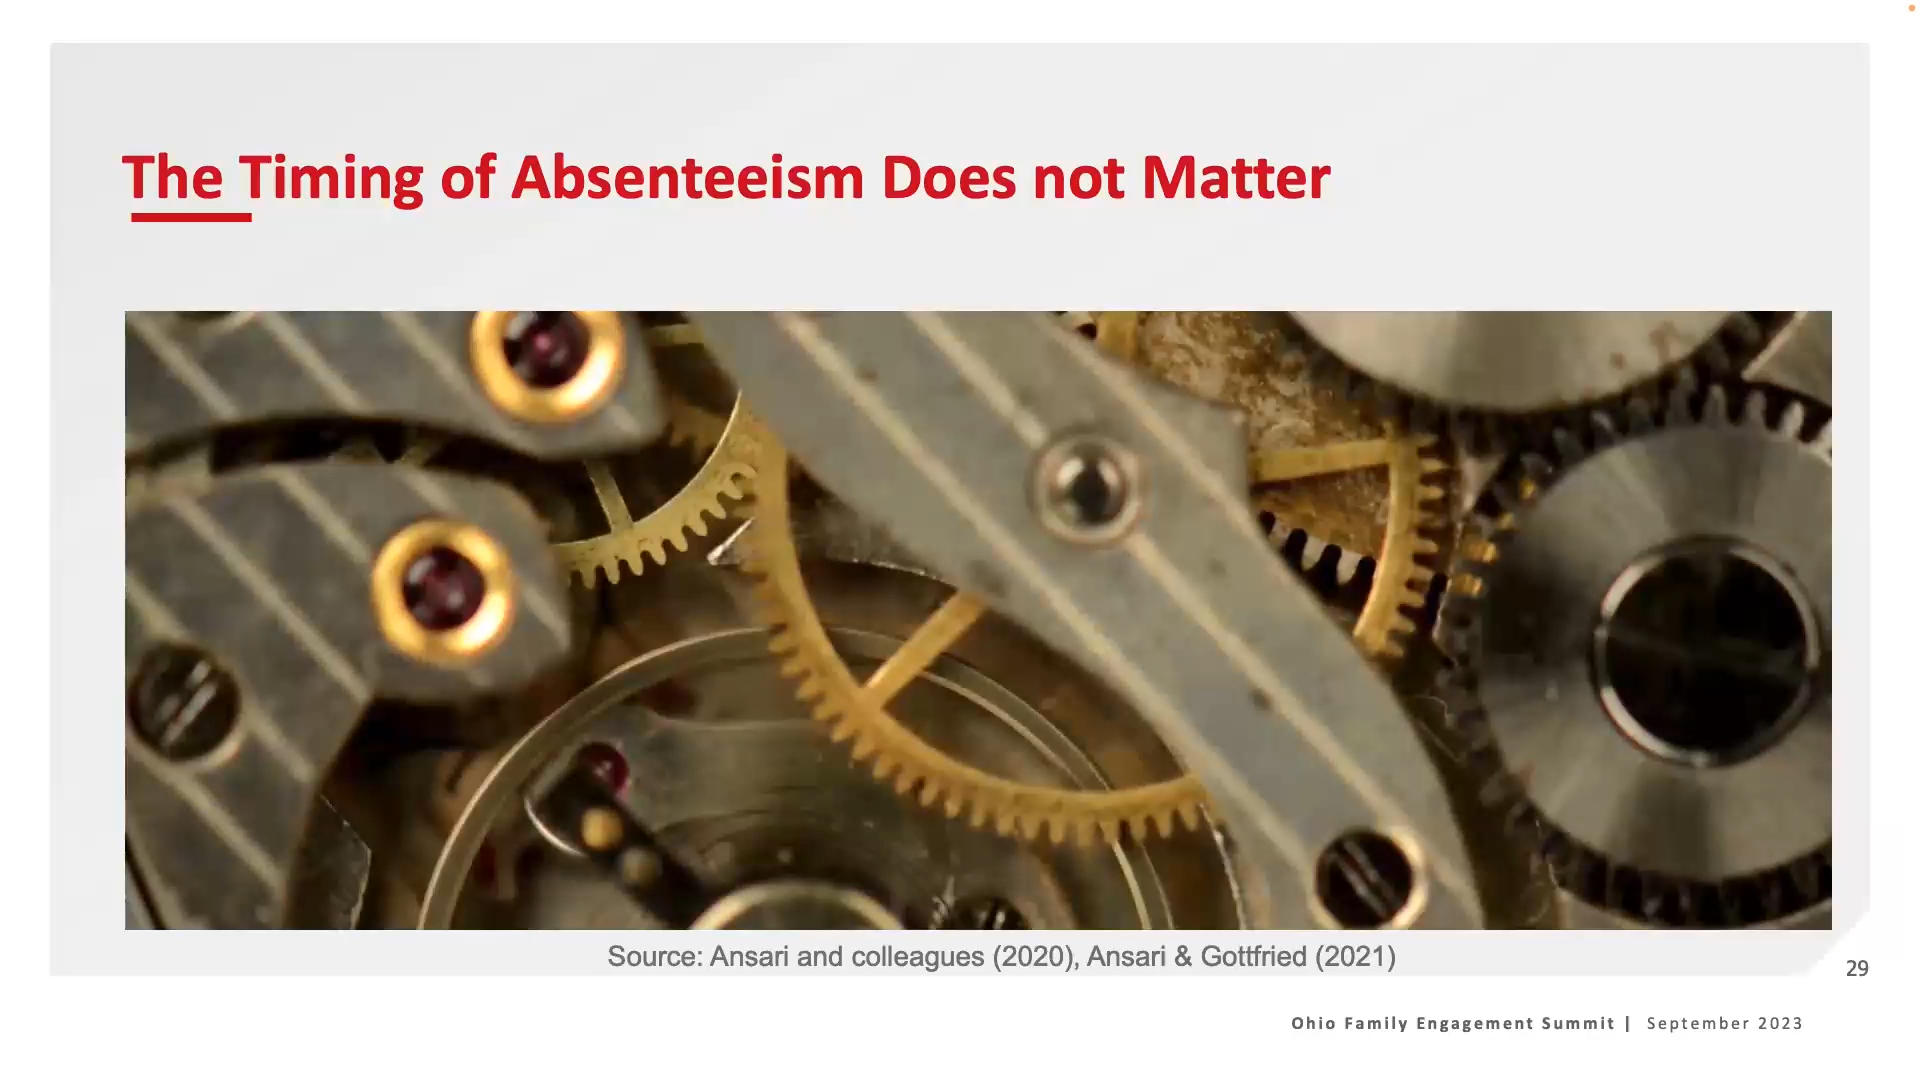 The Timing of Absenteeism Does not Matter
Source: Ansari and colleagues (2020), Ansari & Gottfried (2021)
29
Ohio Family Engagement Summit | September 2023